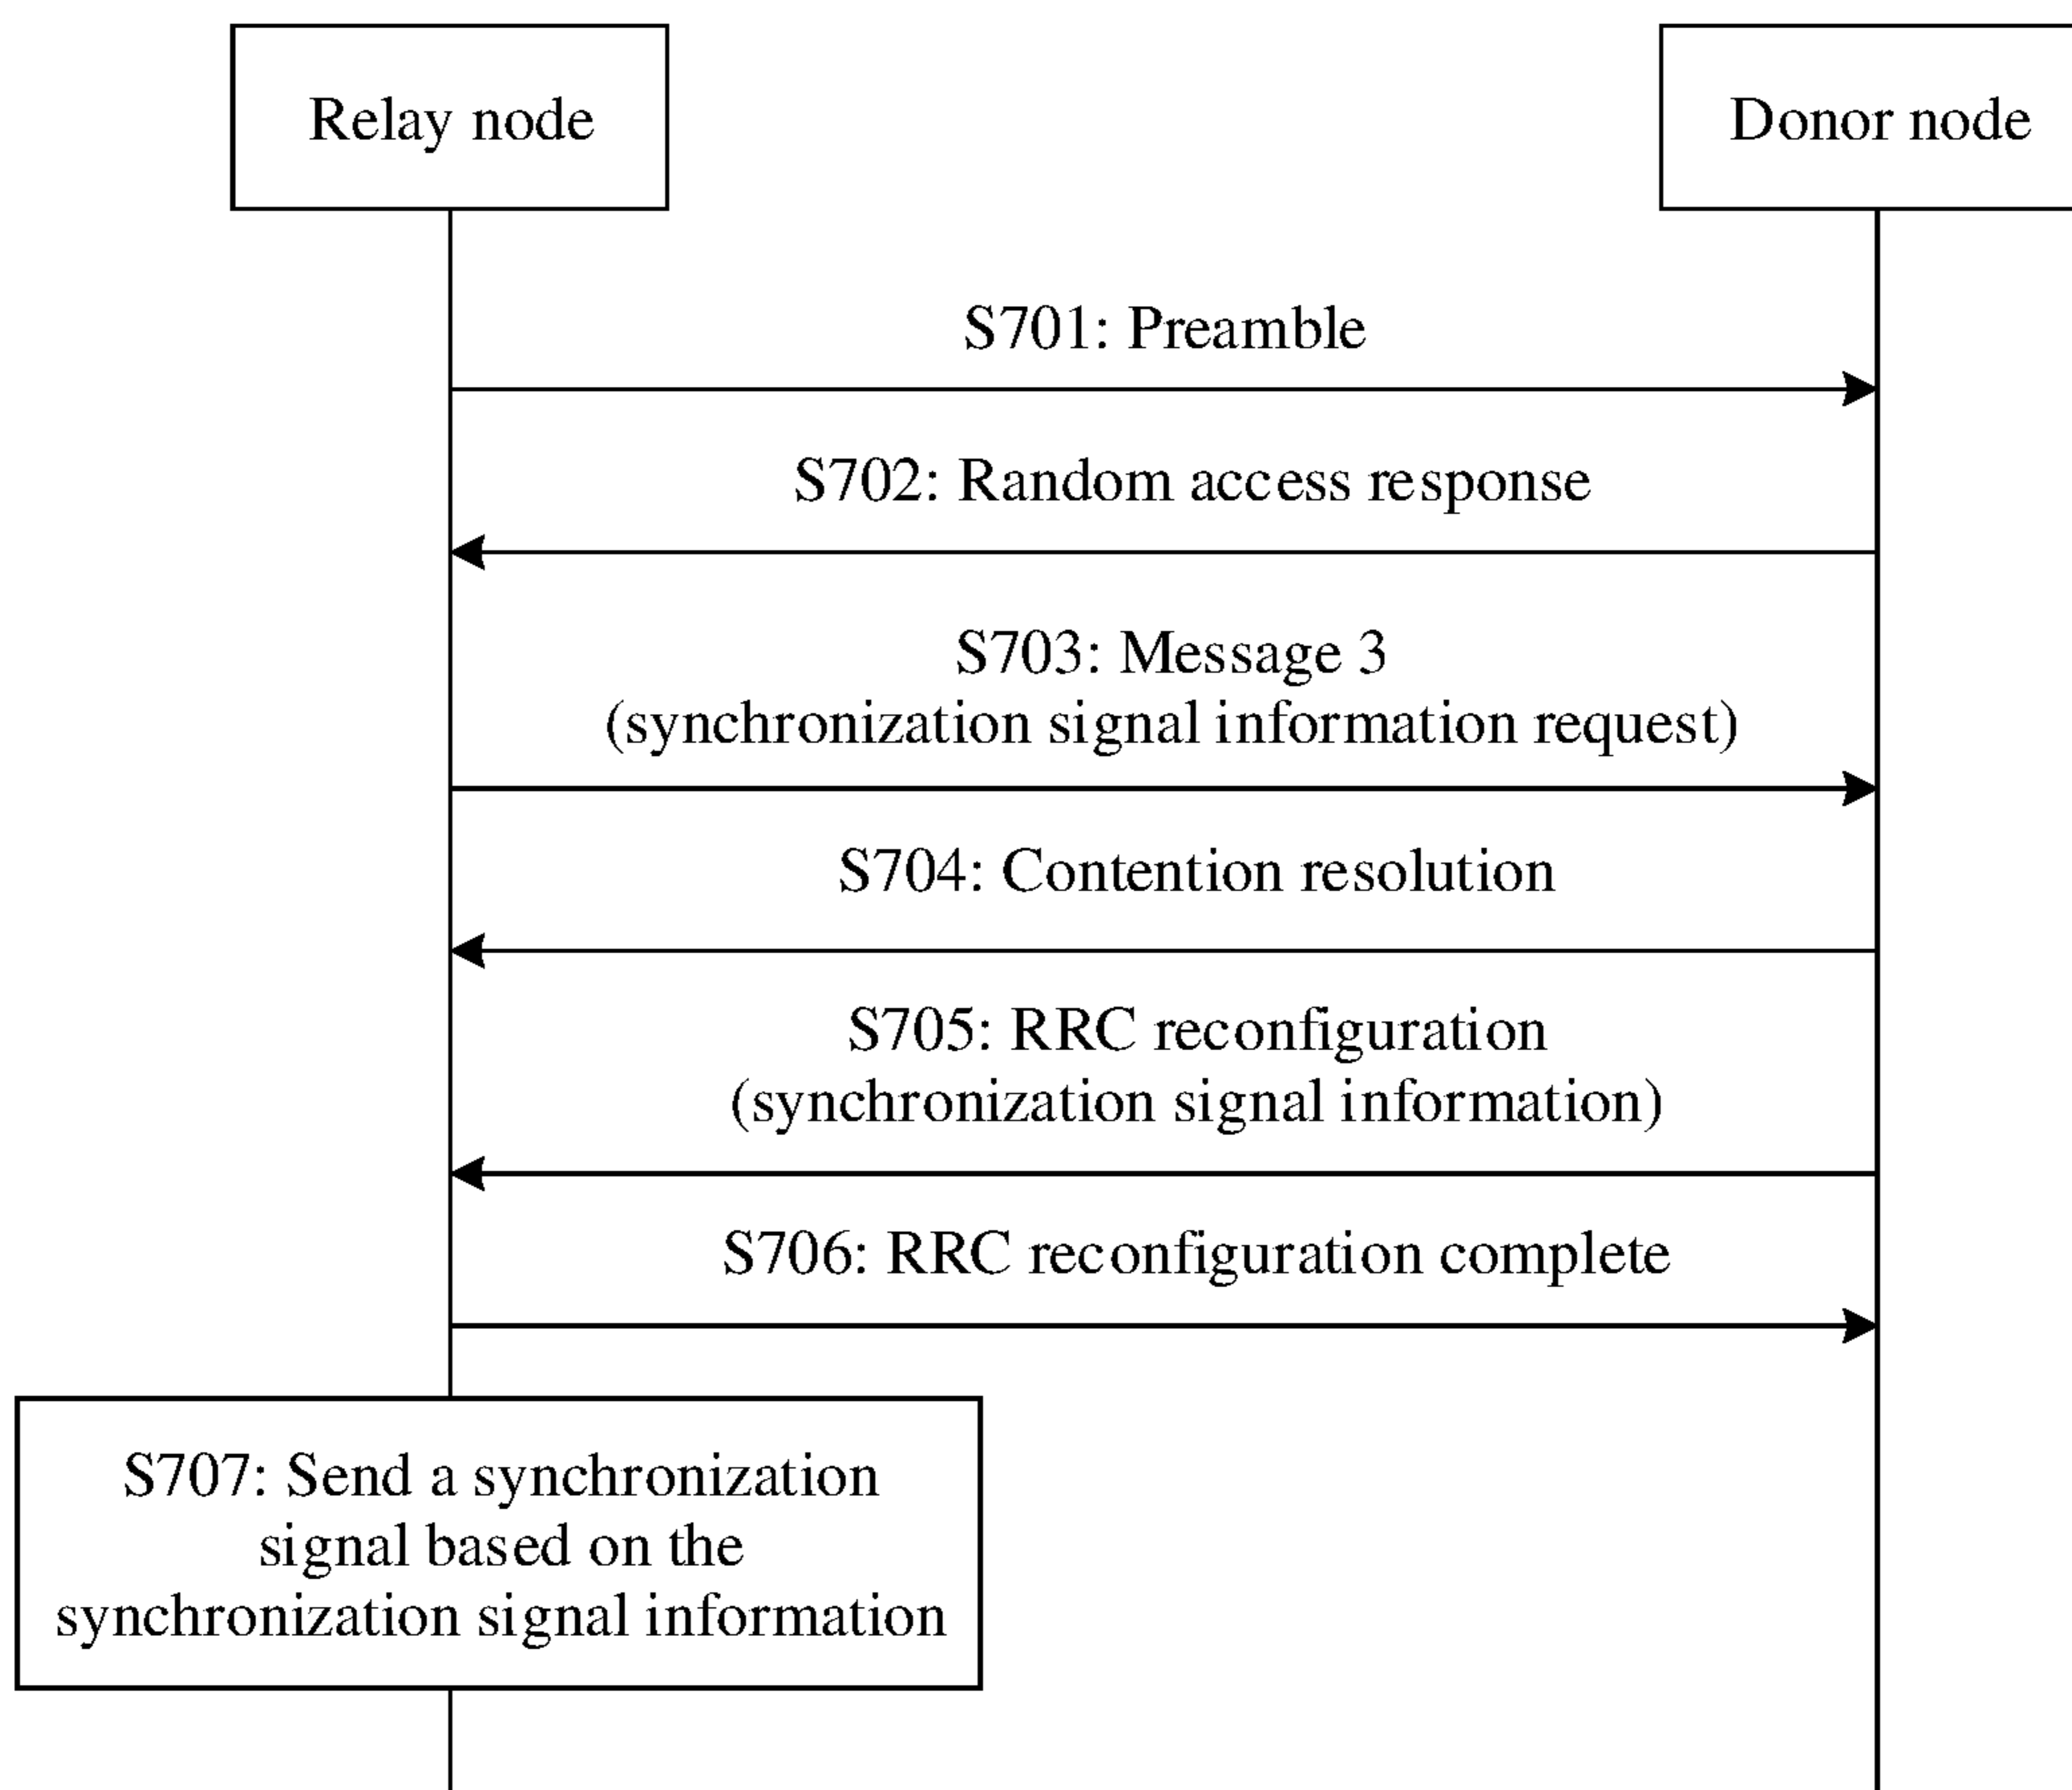 Relay node
Donor node
S701: Preamble
S702: Random access response
S703: Message 3
(synchronization signal information request)
S704: Contention resolution
S705: RRC reconfiguration
(synchronization signal information)
S706: RRC reconfiguration complete
S707: Send a synchronization
signal based on the
synchronization signal information